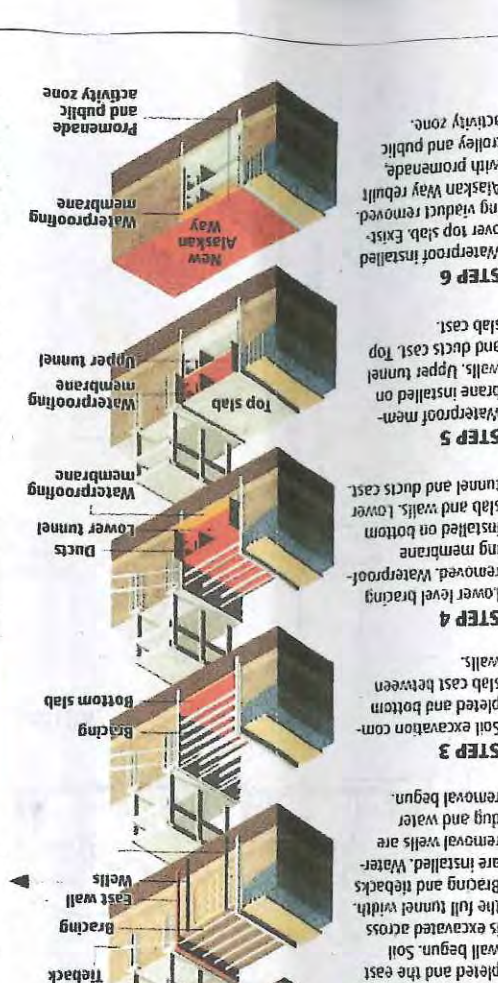 pleted and the east
wall begun. Soil
is excavated across
the full tunnel width.
Bracing and tiebacks
are installed. Water-
removal wells are
dug and water
removal begun.
Tieback
Bracing
East wall
Wells
STEP 3
Soil excavation com-
pleted and bottom
slab cast between
walls.
Bracing
Bottom slab
STEP 4
Lower level bracing
removed. Waterproof-
ing membrane
installed on bottom
slab and walls. Lower
tunnel and ducts cast.
Ducts
Lower tunnel
Waterproofing
membrane
STEP 5
Waterproof mem-
brane installed on
walls. Upper tunnel
and ducts cast. Top
slab cast.
Top slab
Waterproofing
membrane
Upper tunnel
STEP 6
Waterproof installed
over top slab. Exist-
ing viaduct removed.
Alaskan Way rebuilt
with promenade,
trolley and public
activity zone.
New
Alaskan
Way
Waterproofing
membrane
Promenade
and public
activity zone